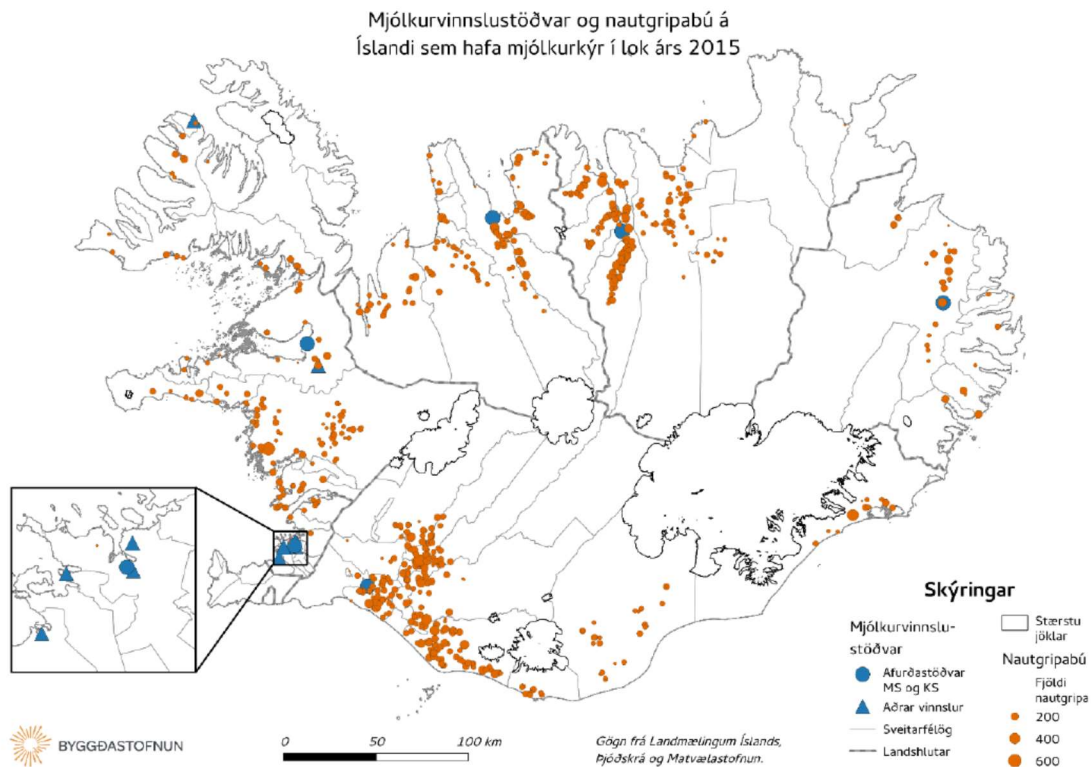 Mjólkurvinnslustöðvar og nautgripabú á
Íslandi sem hafa mjólkurkýr í lok árs 2015
Skýringar
Mjólkurvinnslu-
stöðvar
Afurðastöðvar
MS og KS
Aðrar vinnslur
Sveitarfélög
Landshlutar
Stærstu
jöklar
Nautgripabú
Fjöldi
nautgripa
200
400
600
BYGGÐASTOFNUN
0 50 100 km
Gögn frá Landmælingum Íslands,
Þjóðskrá og Matvælastofnun.